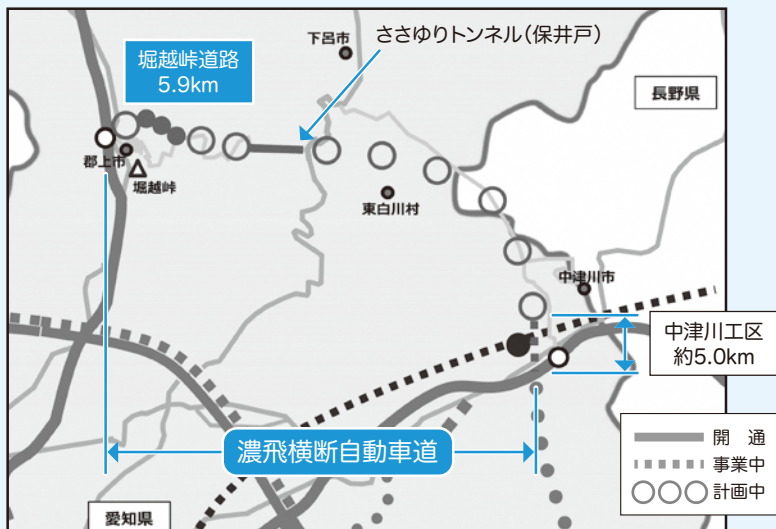 下呂市
ささゆりトンネル(保井戸)
堀越峠道路
5.9km
長野県
郡上市
堀越峠
東白川村
中津川市
中津川工区
約5.0km
濃飛横断自動車道
愛知県
開 通
事業中
計画中